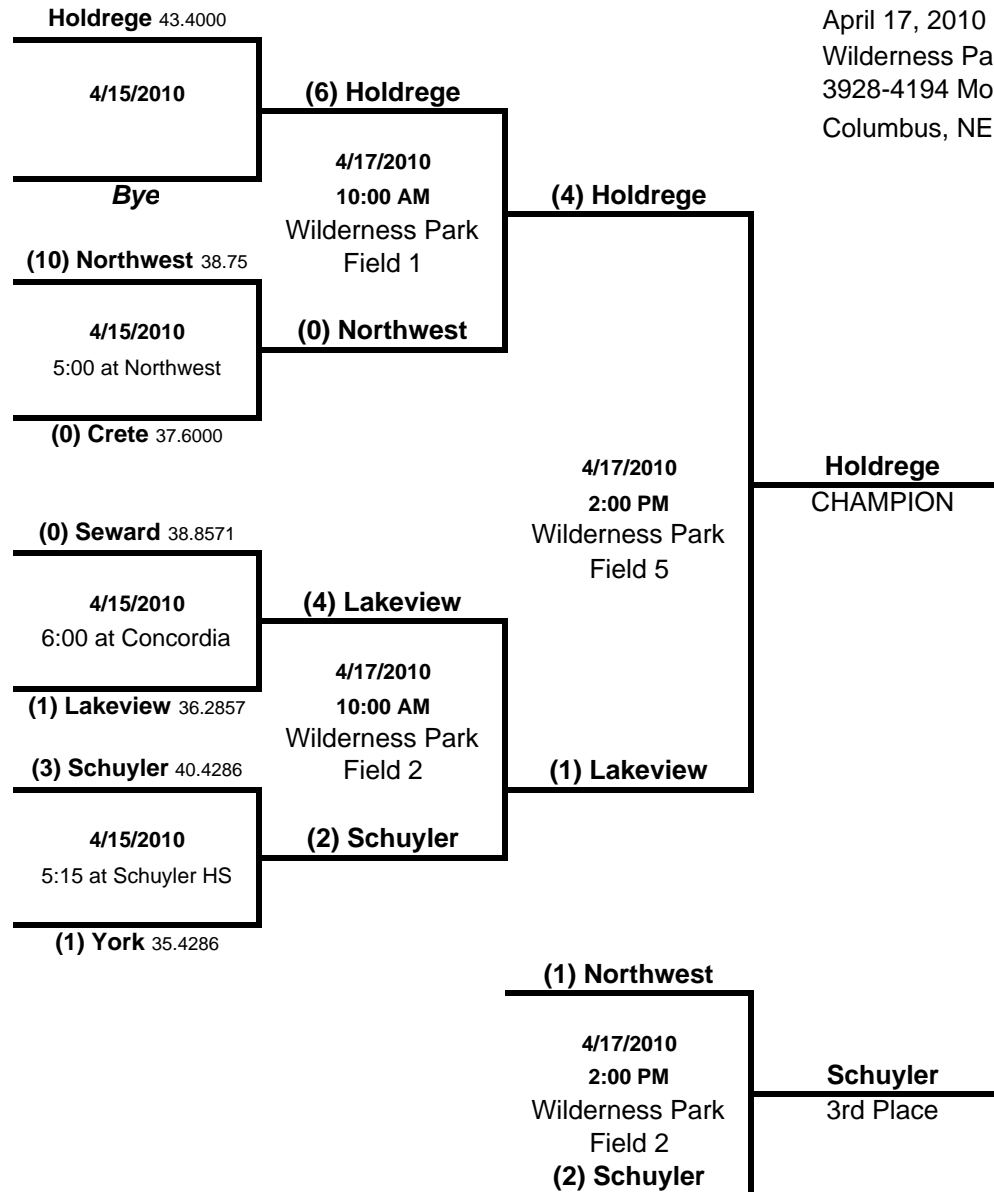 Holdrege 43.4000
4/15/2010
Bye
(10) Northwest 38.75
4/15/2010
5:00 at Northwest
(0) Crete 37.6000
(0) Seward 38.8571
4/15/2010
6:00 at Concordia
(1) Lakeview 36.2857
(3) Schuyler 40.4286
4/15/2010
5:15 at Schuyler HS
(1) York 35.4286
(6) Holdrege
4/17/2010
10:00 AM
Wilderness Park
Field 1
(0) Northwest
(4) Lakeview
4/17/2010
10:00 AM
Wilderness Park
Field 2
(2) Schuyler
(4) Holdrege
4/17/2010
2:00 PM
Wilderness Park
Field 5
(1) Lakeview
Holdrege
CHAMPION
(1) Northwest
4/17/2010
2:00 PM
Wilderness Park
Field 2
(2) Schuyler
Schuyler
3rd Place
April 17, 2010
Wilderness Pa
3928-4194 Mo
Columbus, NE